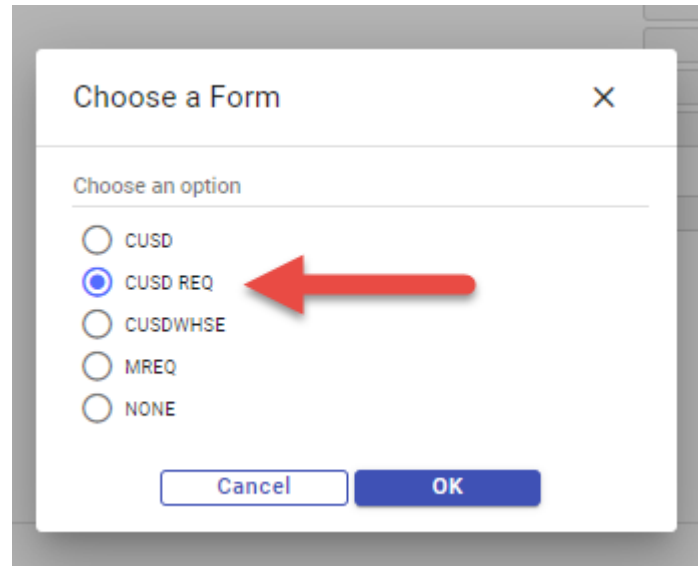 Choose a Form
Choose an option
CUSD
CUSD REQ
CUSDWHSE
MREQ
NONE
Cancel OK